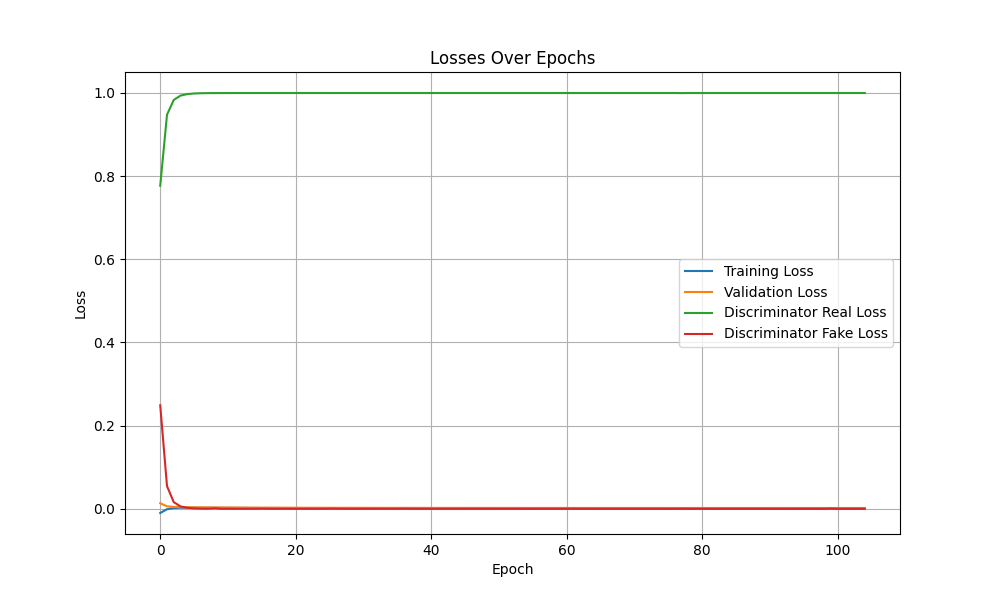 Losses Over Epochs
1.0
0.8
0.6
0.4
0.2
0.0
Loss
Training Loss
Validation Loss
Discriminator Real Loss
Discriminator Fake Loss
0 20 40 60 80 100
Epoch